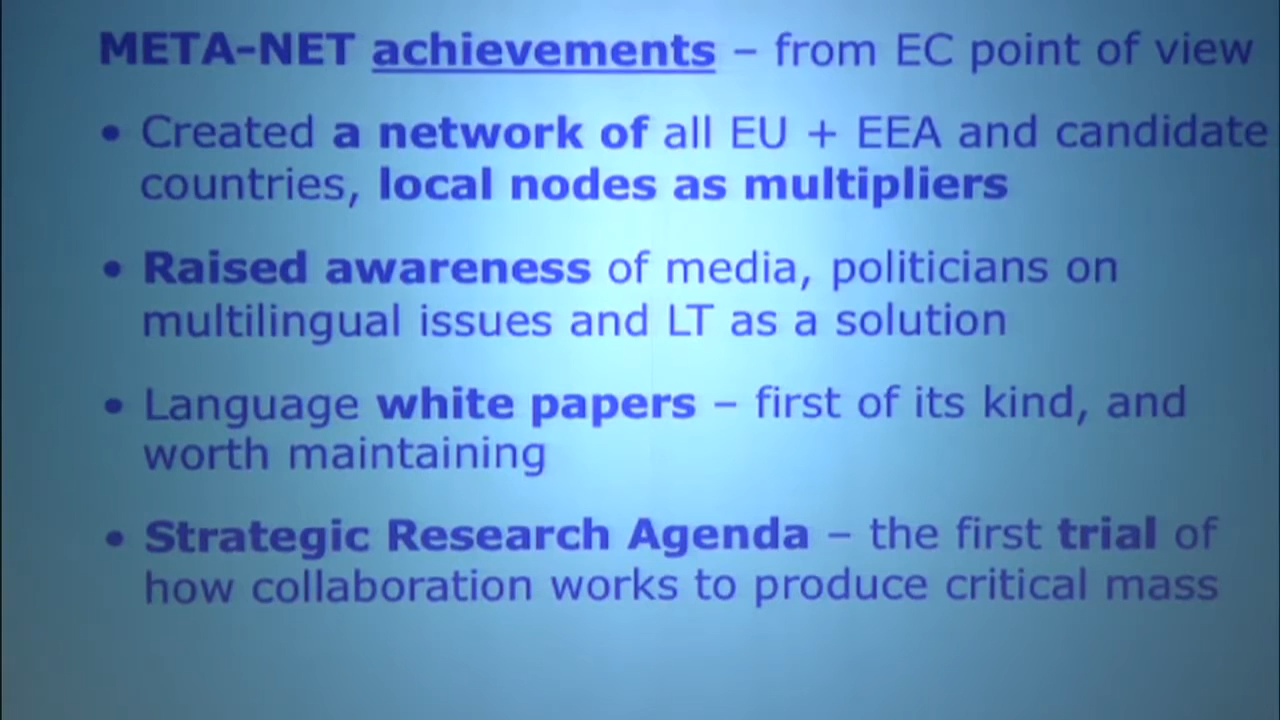 META-NET achievements – from EC point of view
• Created a network of all EU + EEA and candidate
countries, local nodes as multipliers
• Raised awareness of media, politicians on
multilingual issues and LT as a solution
• Language white papers – first of its kind, and
worth maintaining
• Strategic Research Agenda – the first trial of
how collaboration works to produce critical mass